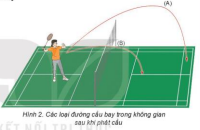 (A)
(B)
Hình 2. Các loại đường cầu bay trong không gian
sau khi phát cầu